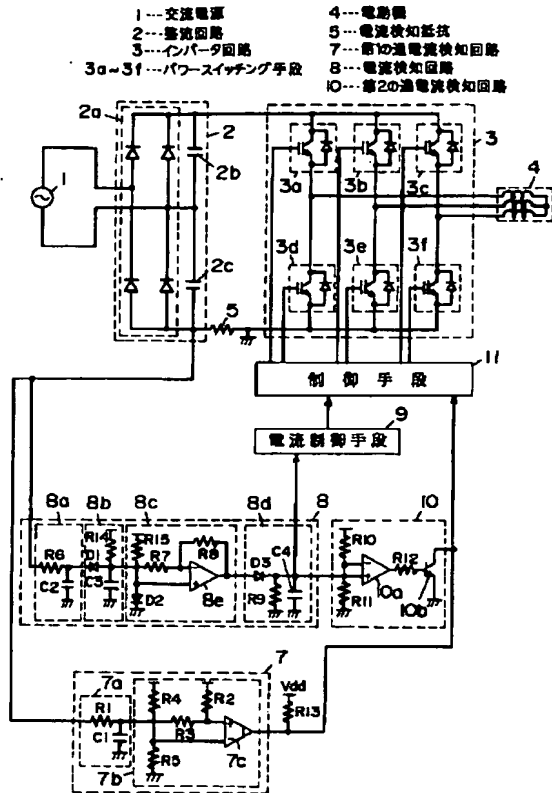 1---交流電源
2---整流回路
3---インバータ回路
3a~3f---パワースイッチング手段
4---電動機
5---電流検知抵抗
7---第1の過電流検知回路
8---電流検知回路
10---第2の過電流検知回路
2a
2
2b
2c
1
5
3
3a
3b
3c
3d
3e
3f
4
11
制御手段
9
電流制御手段
8a
8b
8c
8d
8
10
R14
R15
R8
R6
D1
R7
D3
C4
R10
R12
C2
C3
D2
8e
R9
R11
10a
10b
7
7a
R4
R2
Vdd
R13
R1
C1
R3
R5
7c
7b